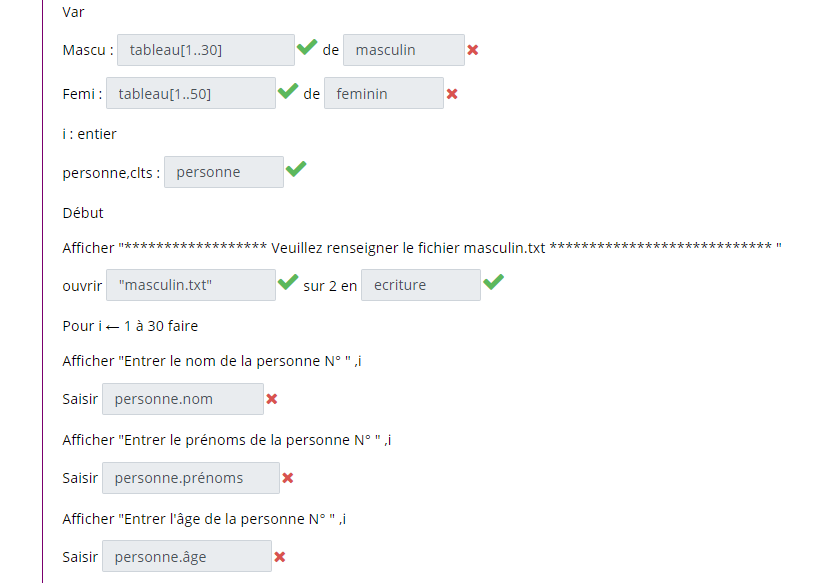 Var
Mascu : tableau[1..30] de masculin
Femi : tableau[1..50] de feminin
i : entier
personne,clts : personne
Début
Afficher "****************** Veuillez renseigner le fichier masculin.txt **************************** "
ouvrir "masculin.txt" sur 2 en ecriture
Pour i ← 1 à 30 faire
Afficher "Entrer le nom de la personne N° " ,i
Saisir personne.nom
Afficher "Entrer le prénoms de la personne N° " ,i
Saisir personne.prénoms
Afficher "Entrer l'âge de la personne N° " ,i
Saisir personne.âge